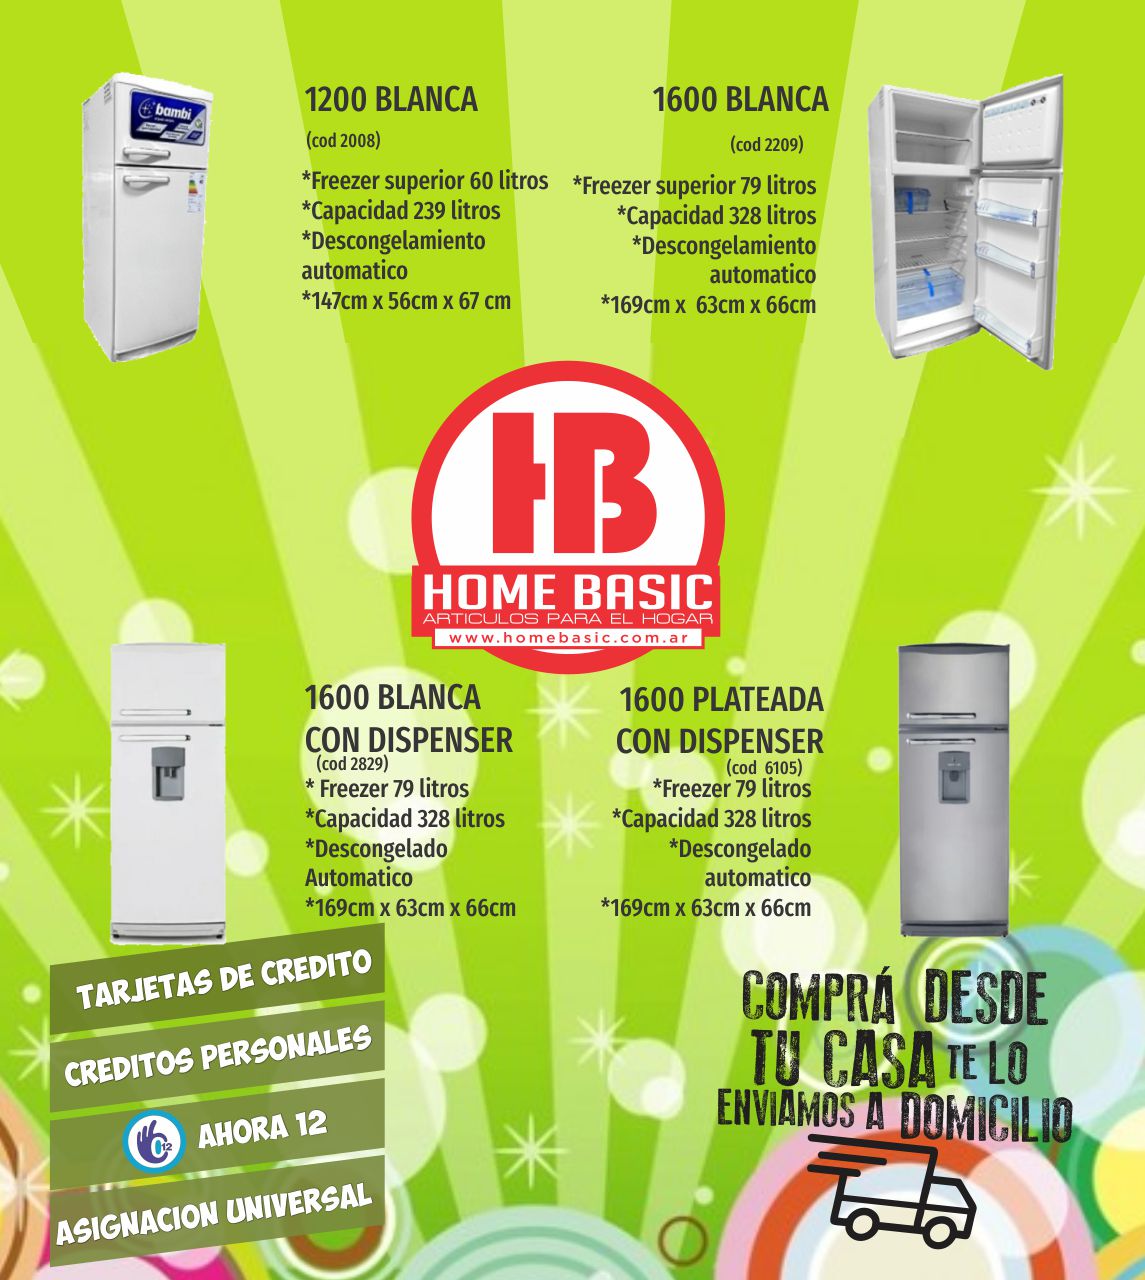 bambi
1200 BLANCA
(cod 2008)
*Freezer superior 60 litros
*Capacidad 239 litros
*Descongelamiento
automatico
*147cm x 56cm x 67 cm
1600 BLANCA
(cod 2209)
*Freezer superior 79 litros
*Capacidad 328 litros
*Descongelamiento
automatico
*169cm x  63cm x 66cm
HB
HOME BASIC
ARTICULOS PARA EL HOGAR
www.homebasic.com.ar
1600 BLANCA
CON DISPENSER
(cod 2829)
* Freezer 79 litros
*Capacidad 328 litros
*Descongelado
Automatico
*169cm x 63cm x 66cm
1600 PLATEADA
CON DISPENSER
(cod  6105)
*Freezer 79 litros
*Capacidad 328 litros
*Descongelado
automatico
*169cm x 63cm x 66cm
TARJETAS DE CREDITO
CREDITOS PERSONALES
12 AHORA 12
ASIGNACION UNIVERSAL
COMPRÁ DESDE
TU CASA TE LO
ENVIAMOS A DOMICILIO